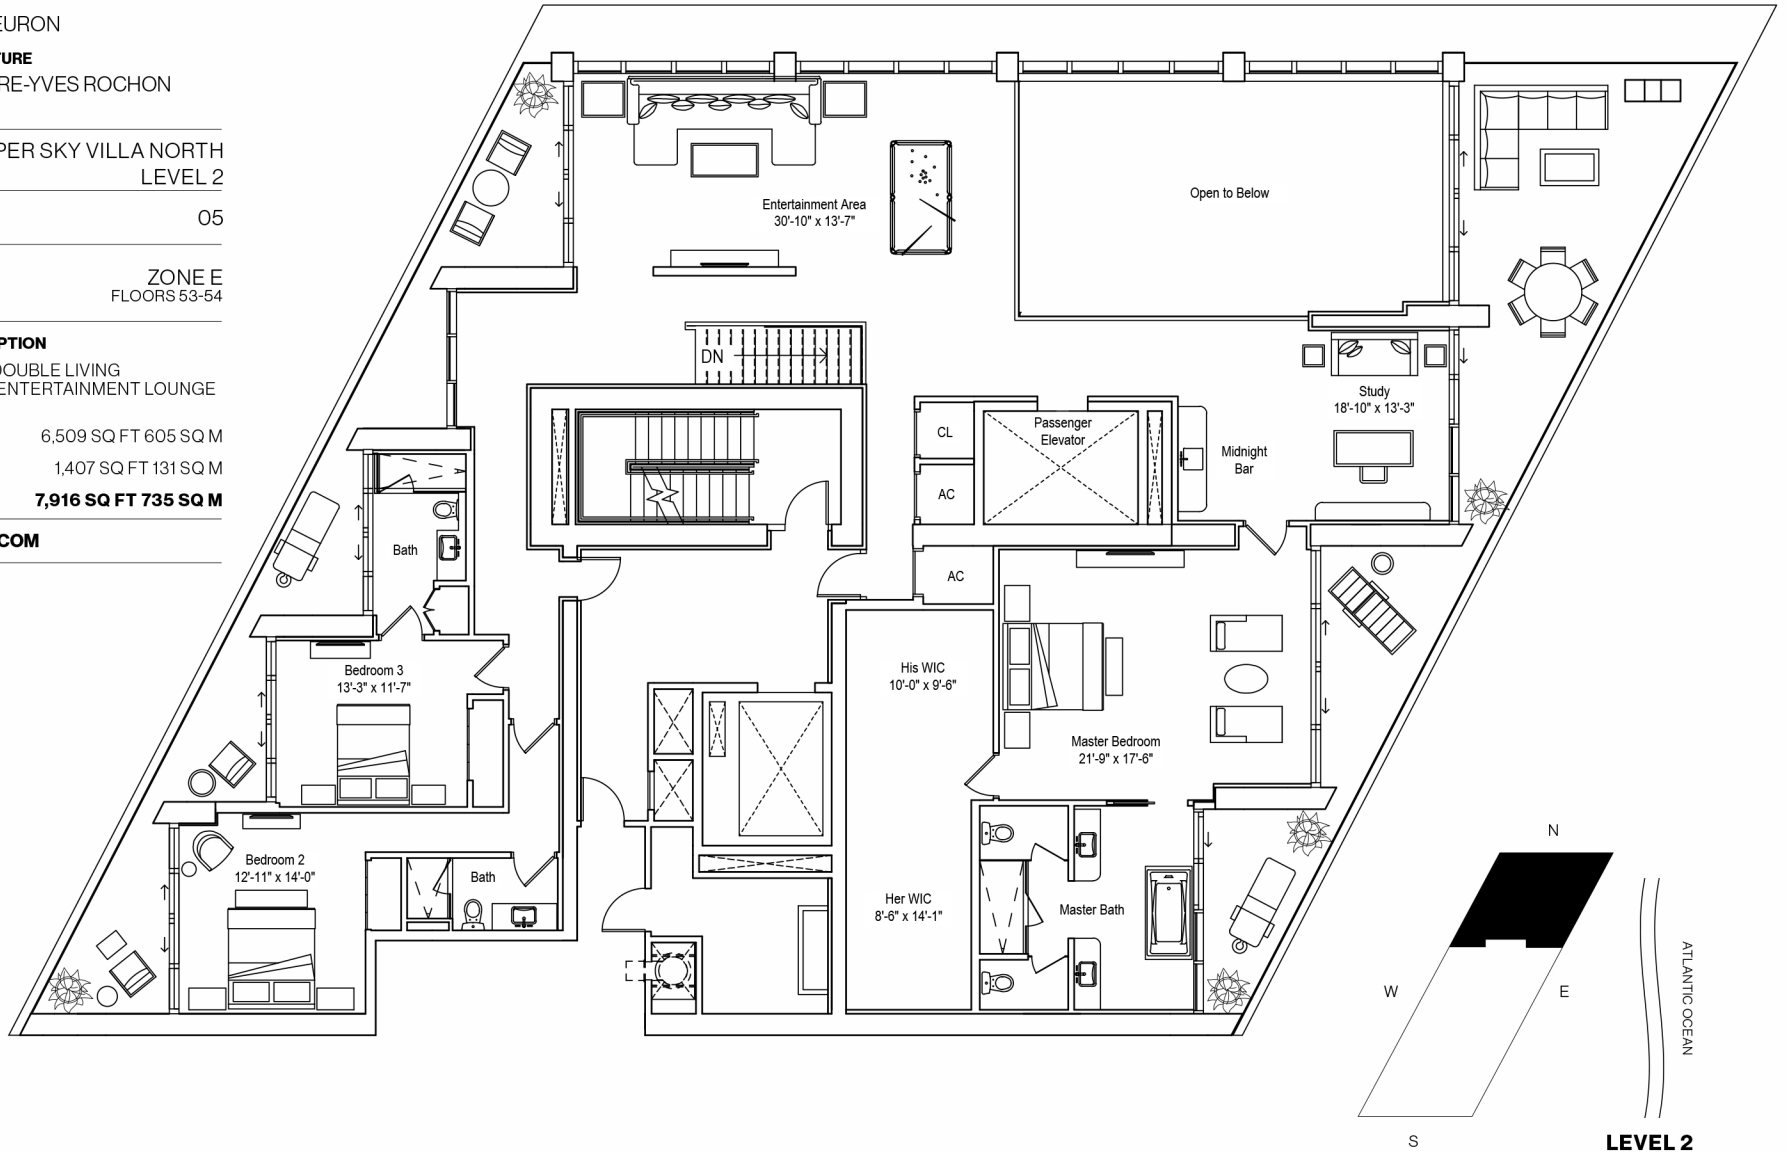 EURON
TURE
RE-YVES ROCHON
PER SKY VILLA NORTH
LEVEL 2
05
ZONE E
FLOORS 53-54
PTION
DOUBLE LIVING
ENTERTAINMENT LOUNGE
6,509 SQ FT 605 SQ M
1,407 SQ FT 131 SQ M
7,916 SQ FT 735 SQ M
.COM
Entertainment Area
30'-10" x 13'-7"
Open to Below
DN
Study
18'-10" x 13'-3"
CL
Passenger
Elevator
Midnight
Bar
AC
Bath
AC
Bedroom 3
13'-3" x 11'-7"
His WIC
10'-0" x 9'-6"
Master Bedroom
21'-9" x 17'-6"
Bedroom 2
12'-11" x 14'-0"
Bath
Her WIC
8'-6" x 14'-1"
Master Bath
N
W
E
S
ATLANTIC OCEAN
LEVEL 2